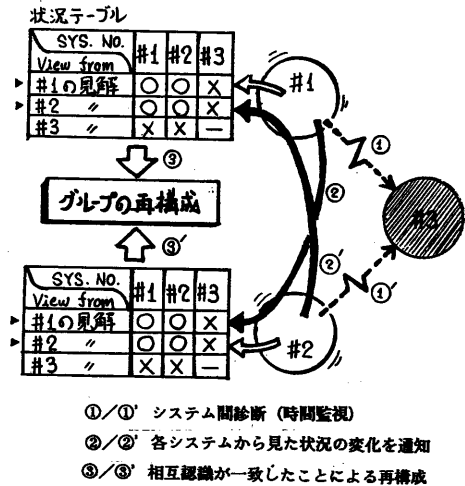 状況テーブル
SYS. NO. #1 #2 #3
View from
#1の見解 ○ ○ ×
#2 〃 ○ ○ ×
#3 〃 × × —
③
グループの再構成
③′
SYS. NO. #1 #2 #3
View from
#1の見解 ○ ○ ×
#2 〃 ○ ○ ×
#3 〃 × × —
#1
①
②
#3
②′
①′
#2
①/①′ システム間診断（時間監視）
②/②′ 各システムから見た状況の変化を通知
③/③′ 相互認識が一致したことによる再構成